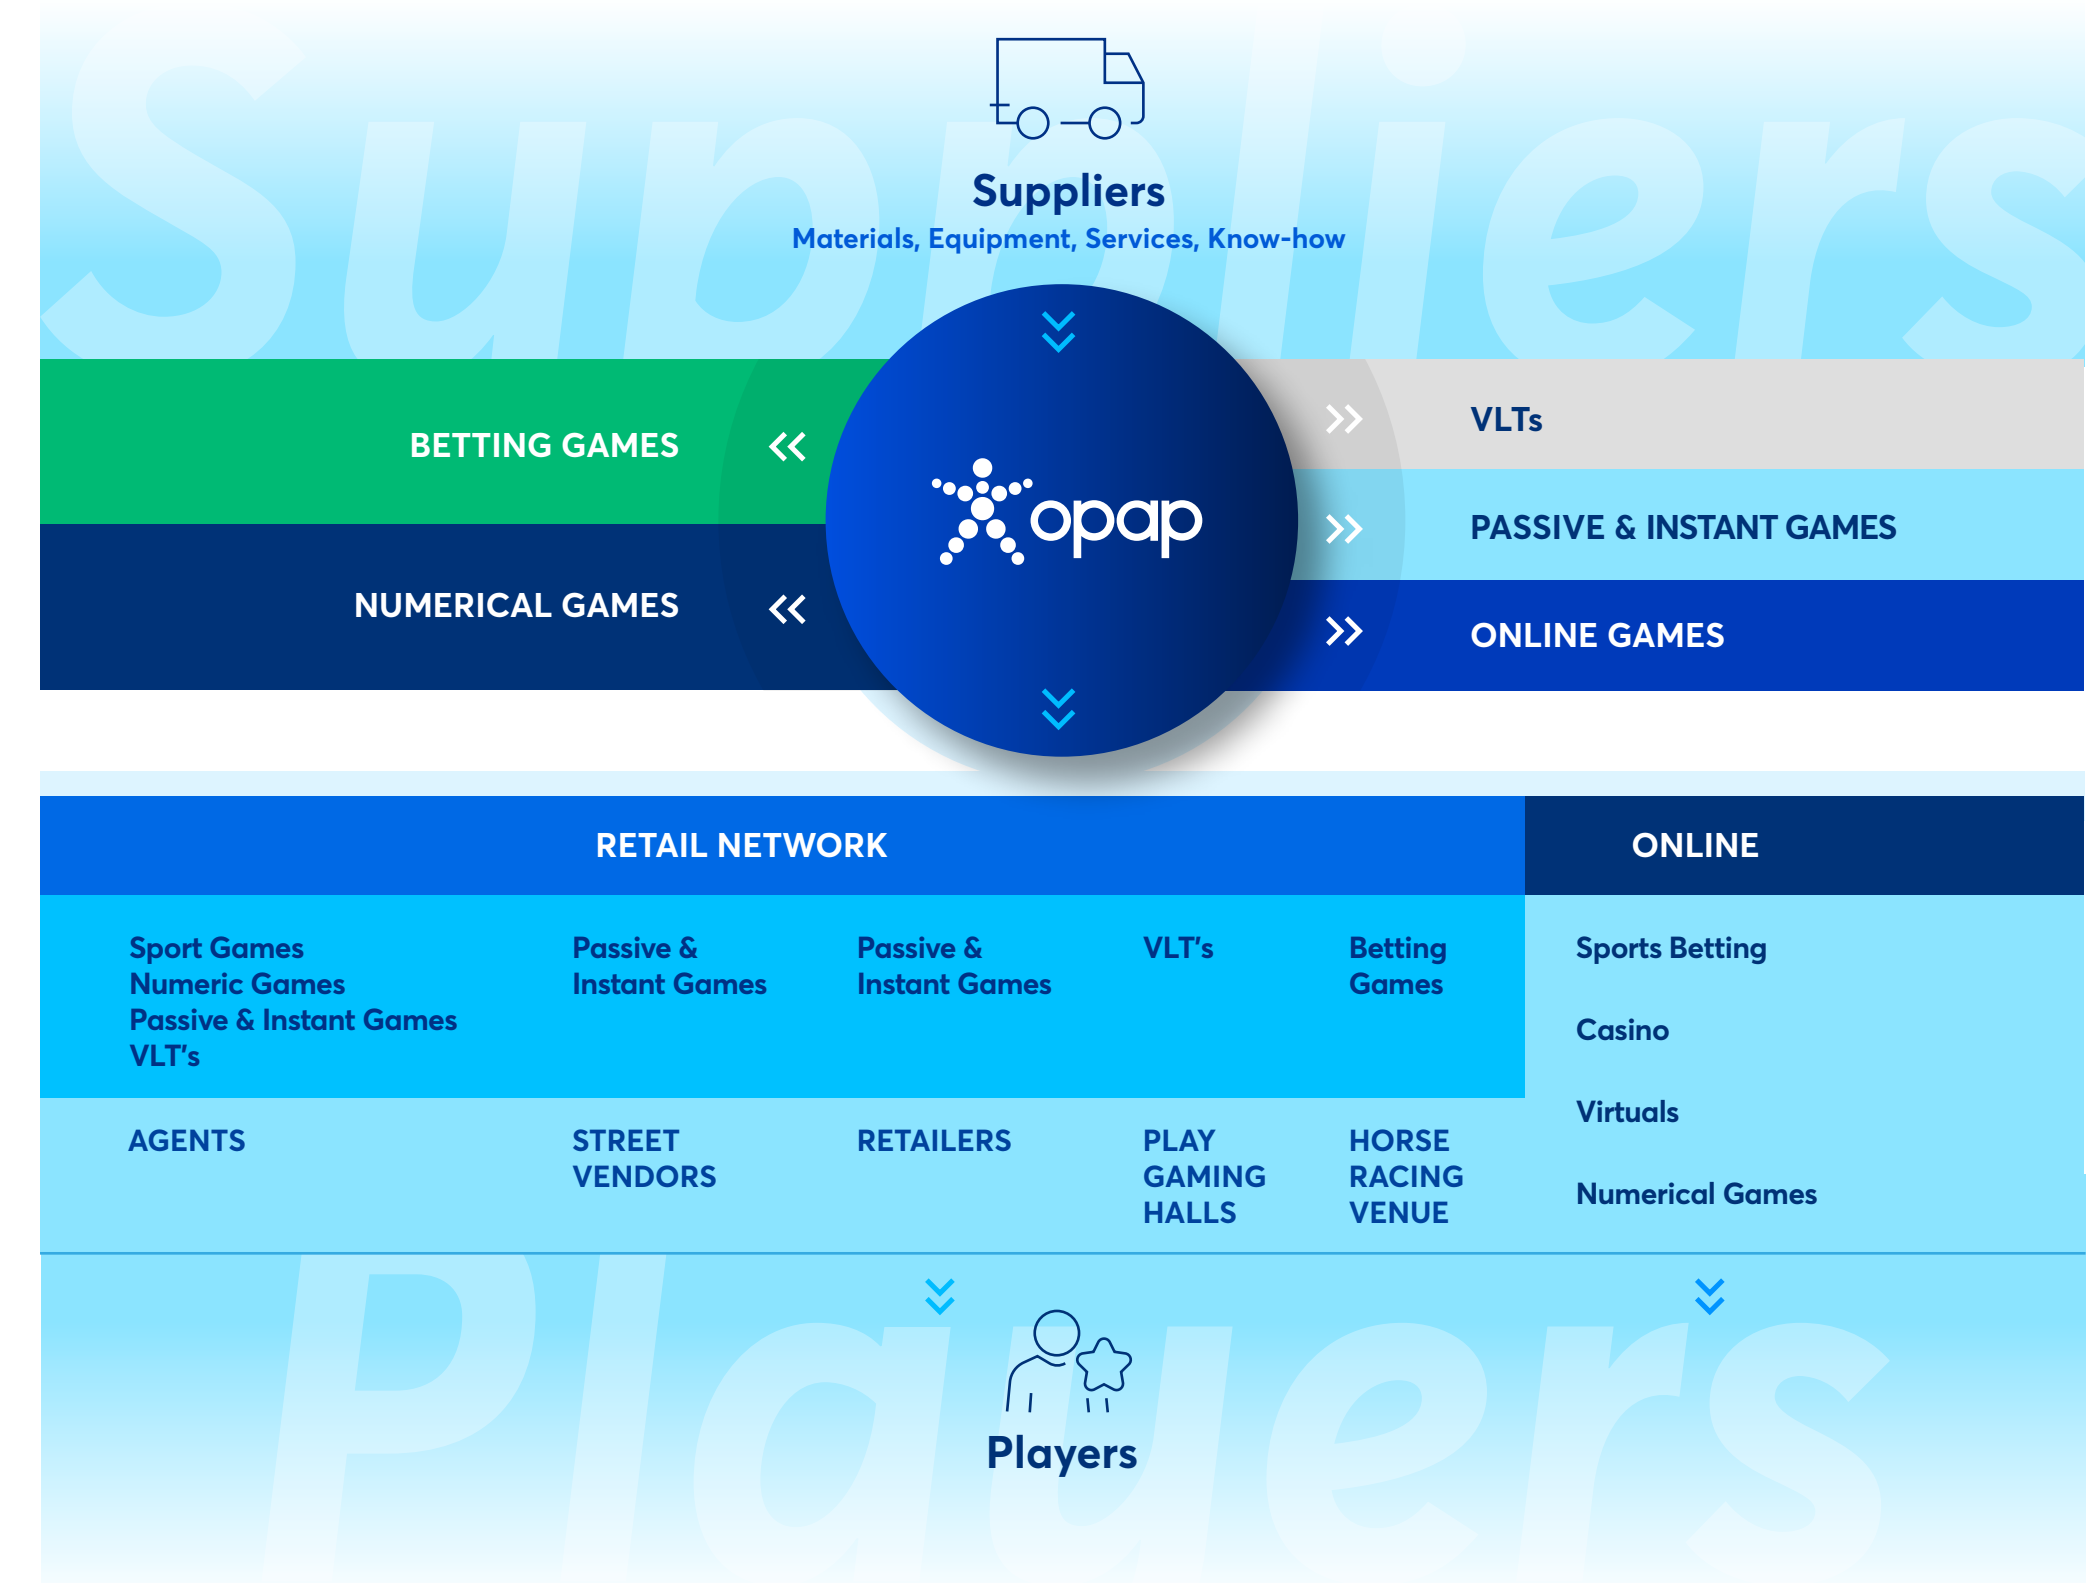 Suppliers
Suppliers
Materials, Equipment, Services, Know-how
BETTING GAMES
NUMERICAL GAMES
opap
VLTs
PASSIVE & INSTANT GAMES
ONLINE GAMES
RETAIL NETWORK
ONLINE
Sport Games
Numeric Games
Passive & Instant Games
VLT's
AGENTS
Passive &
Instant Games
STREET
VENDORS
Passive &
Instant Games
RETAILERS
VLT's
PLAY
GAMING
HALLS
Betting
Games
HORSE
RACING
VENUE
Sports Betting
Casino
Virtuals
Numerical Games
Players
Players